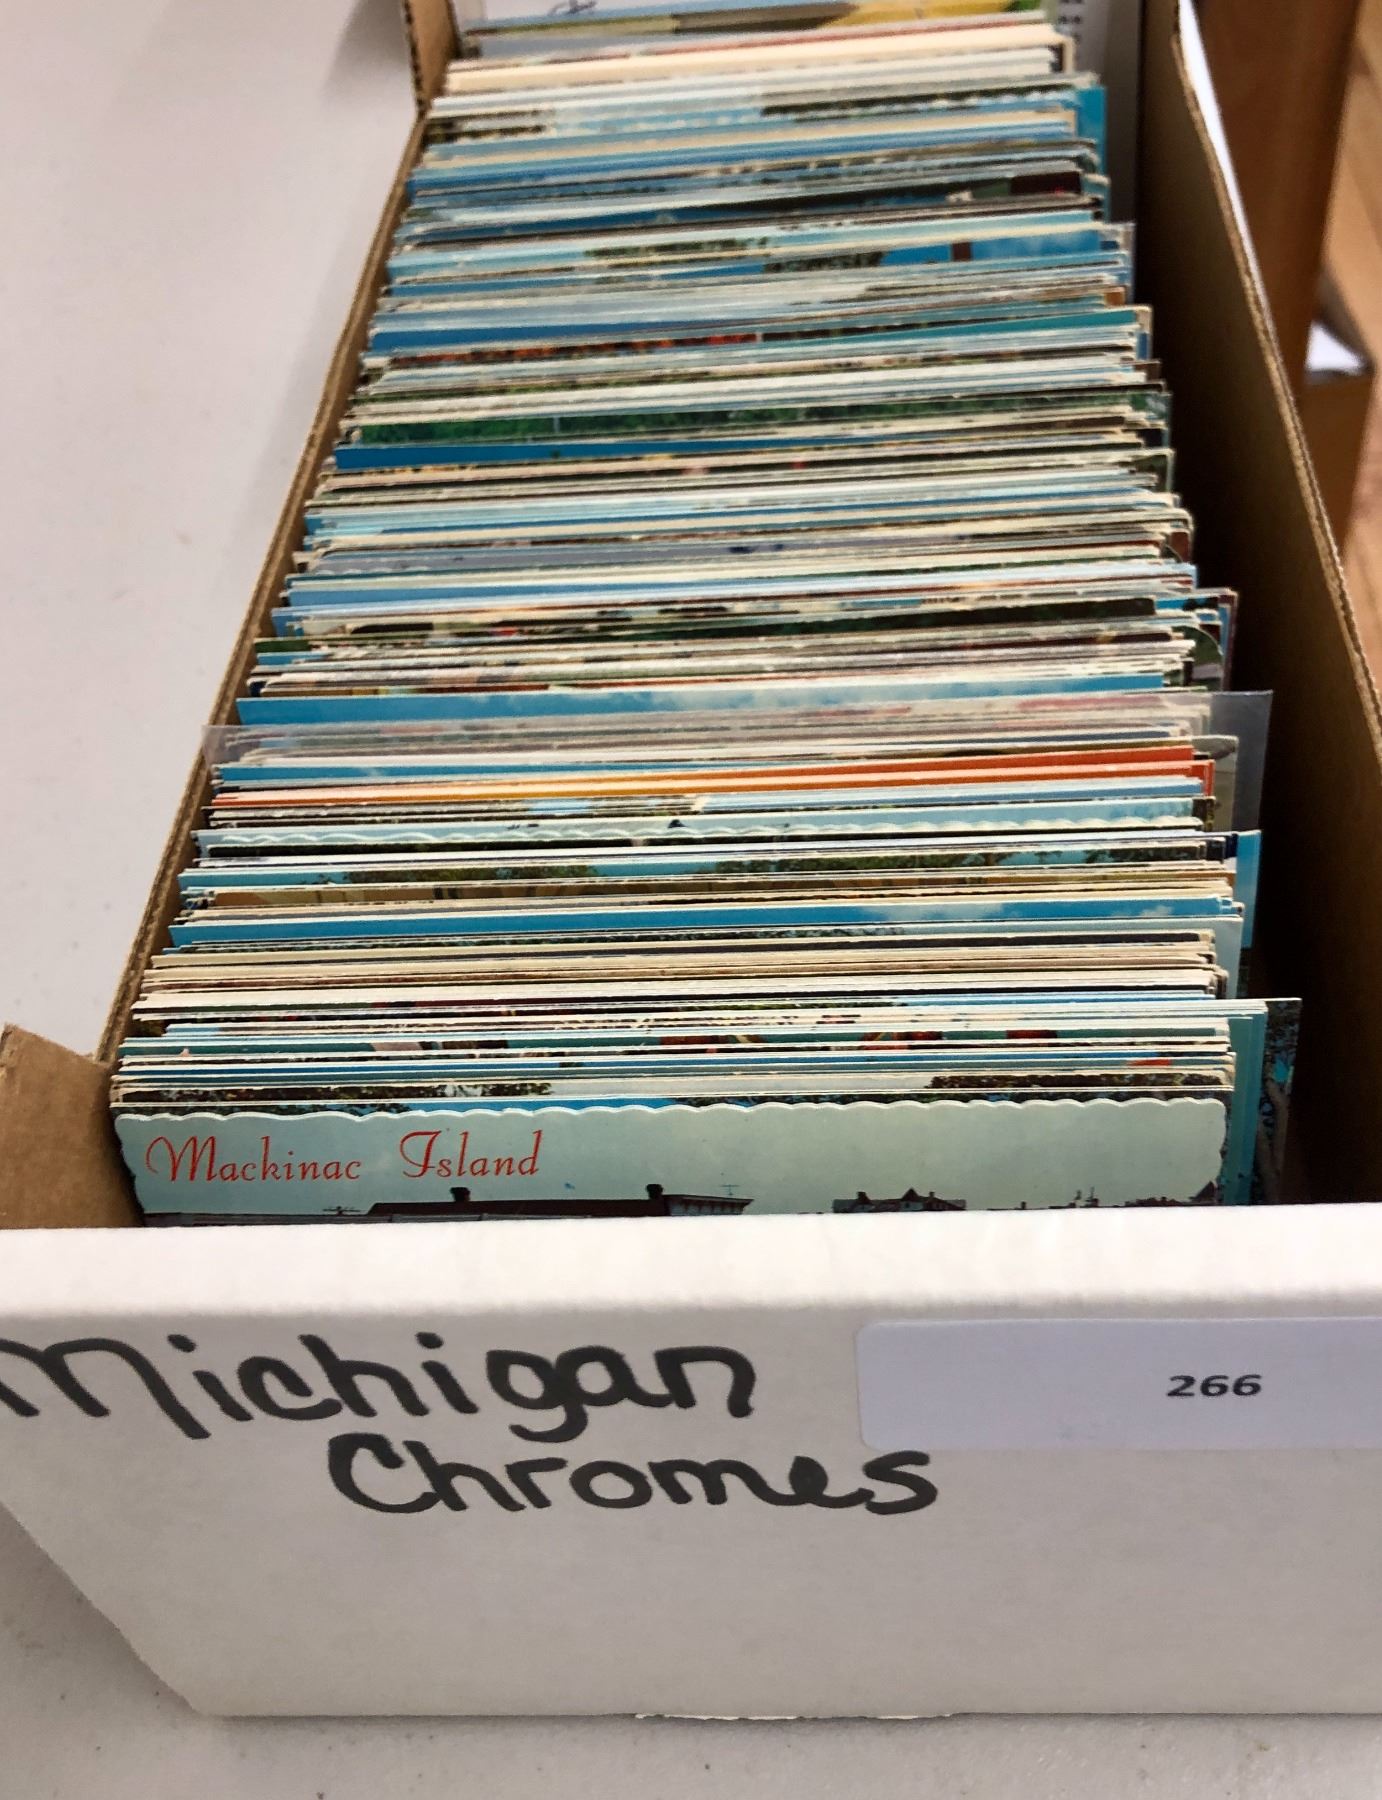 Mackinac Island
Michigan
Chromes
266